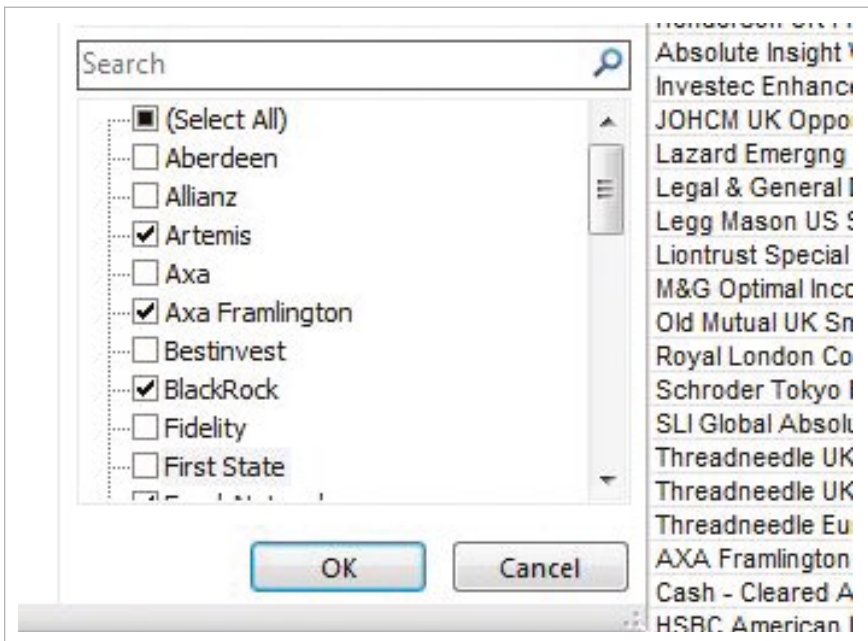 Search
(Select All)
Aberdeen
Allianz
Artemis
Axa
Axa Framlington
Bestinvest
BlackRock
Fidelity
First State
OK
Cancel
Absolute Insight
Investec Enhance
JOHCM UK Oppo
Lazard Emergng
Legal & General
Legg Mason US S
Liontrust Special
M&G Optimal Inco
Old Mutual UK Sm
Royal London Co
Schroder Tokyo
SLI Global Absolu
Threadneedle UK
Threadneedle UK
Threadneedle Eu
AXA Framlington
Cash - Cleared A
HSBC American